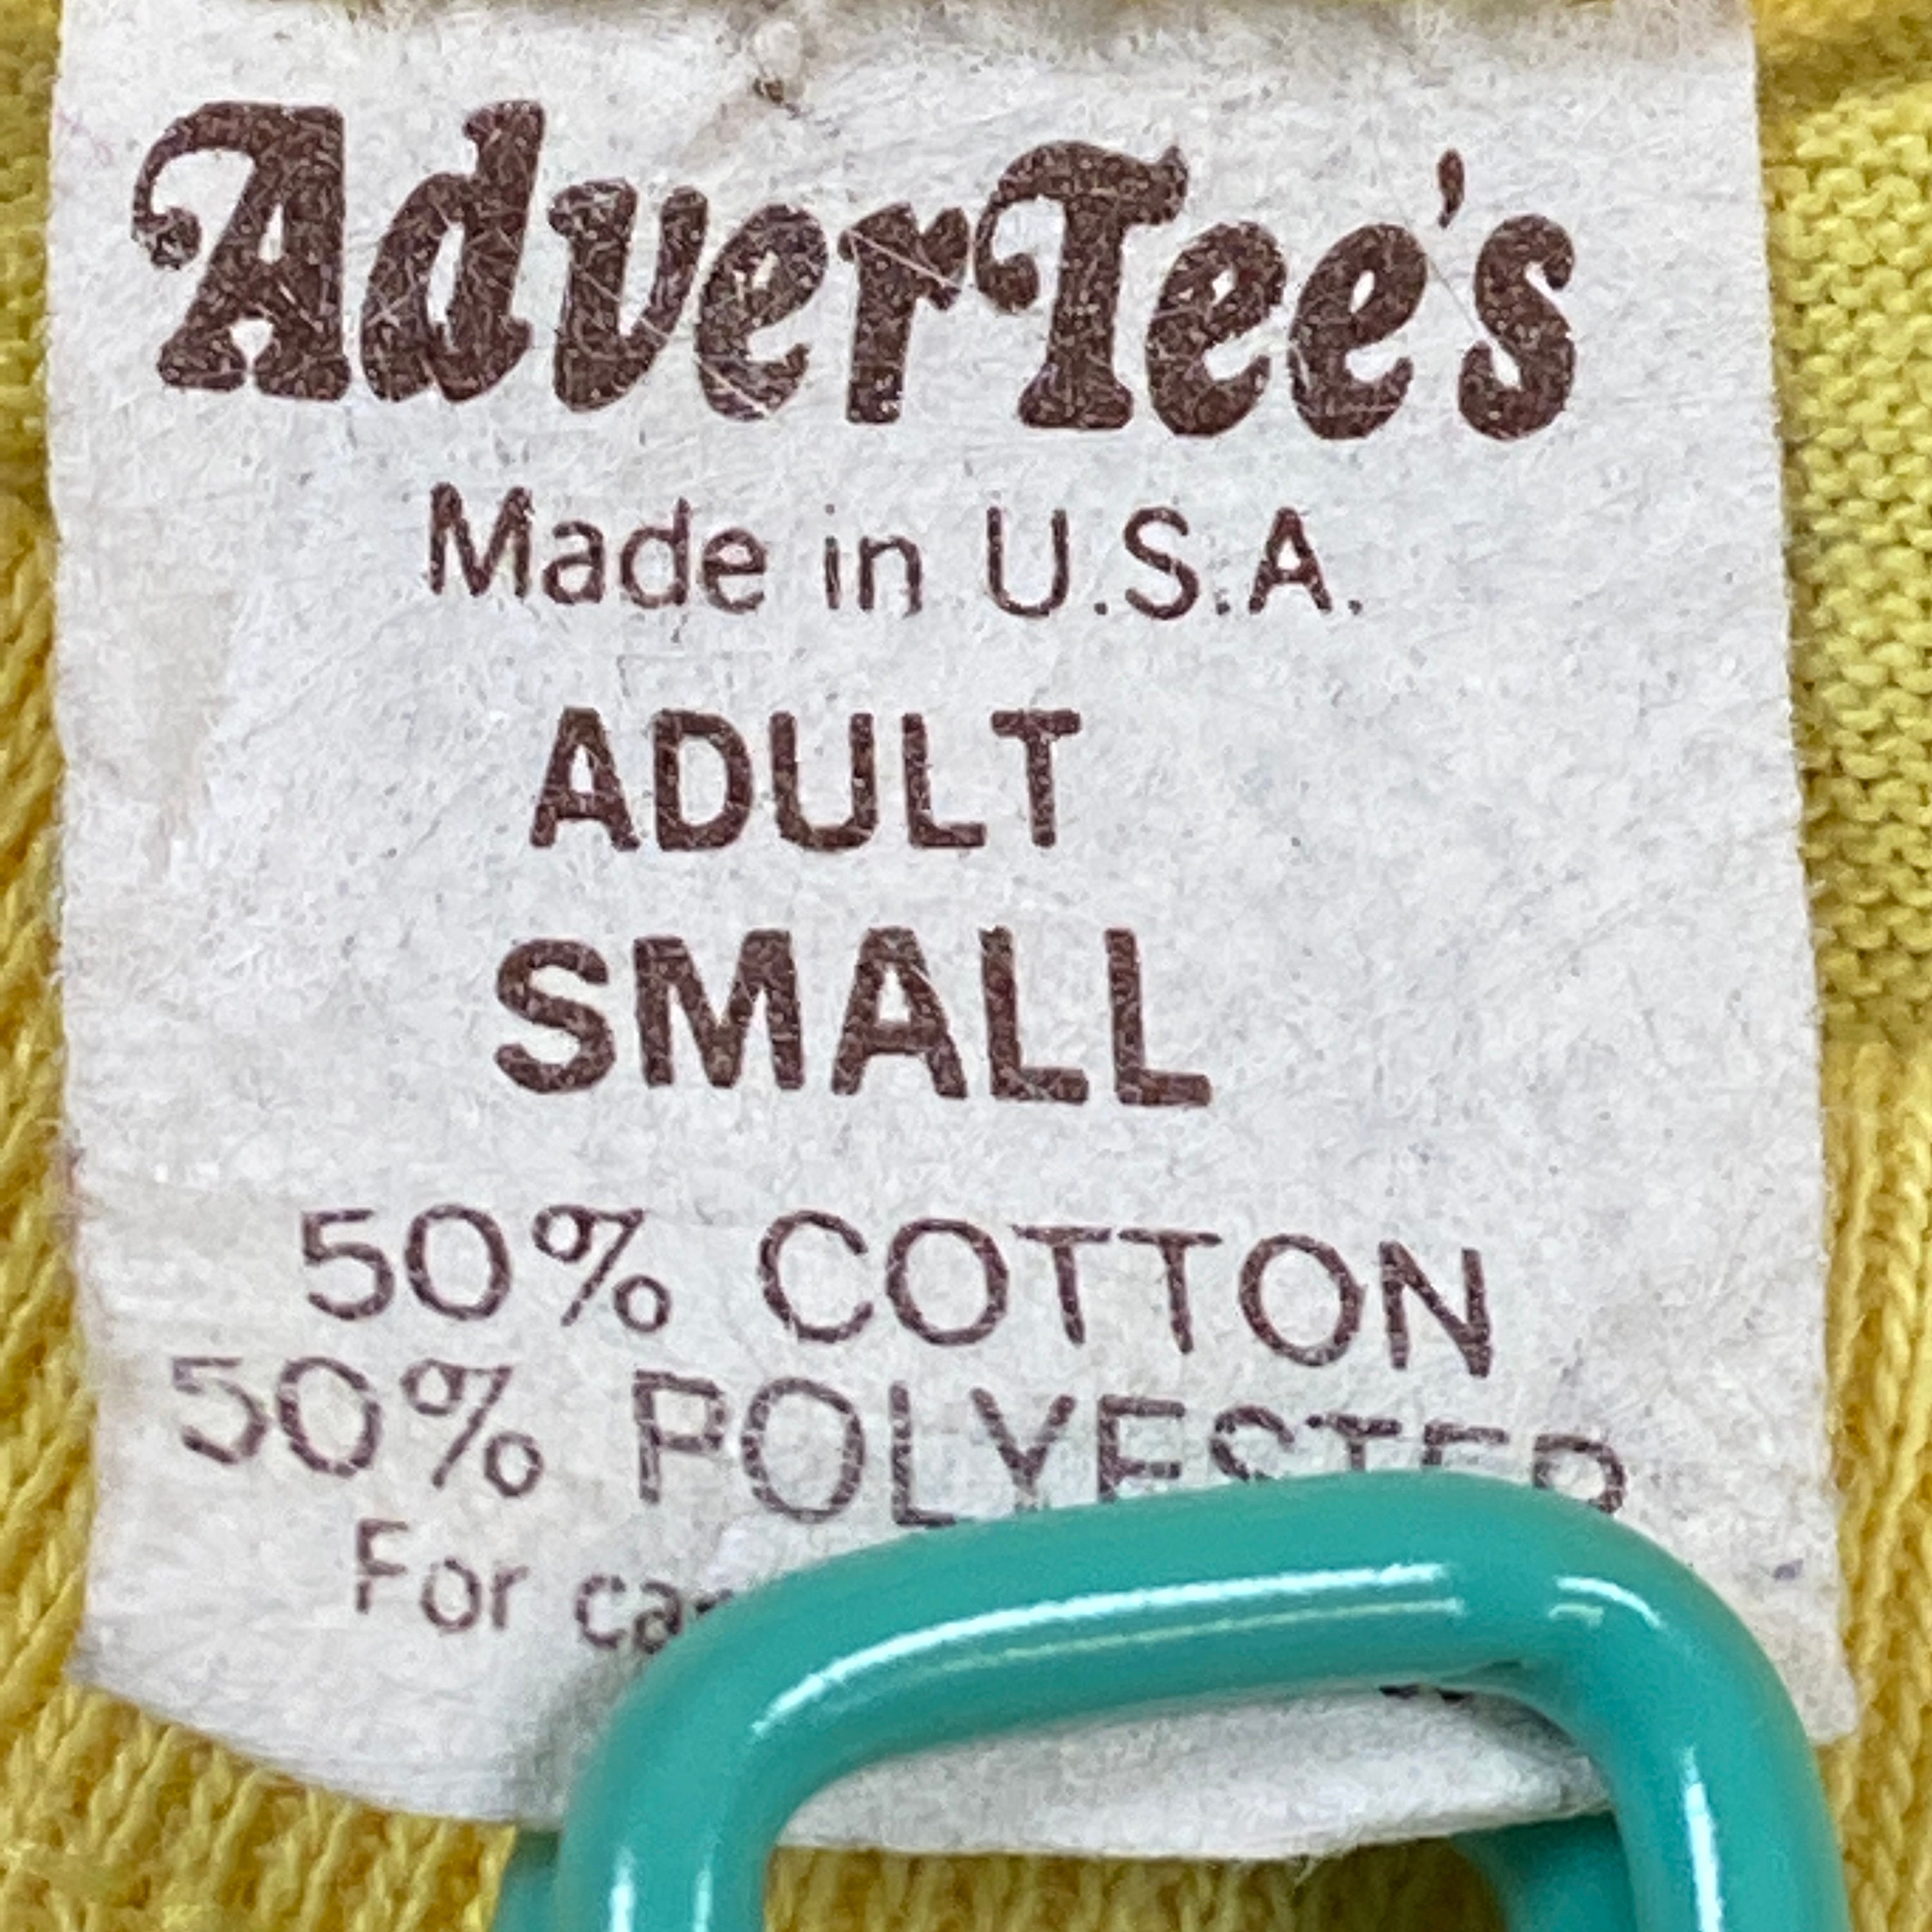 AdverTee's
Made in U.S.A.
ADULT
SMALL
50% COTTON
50% POLYESTER
For